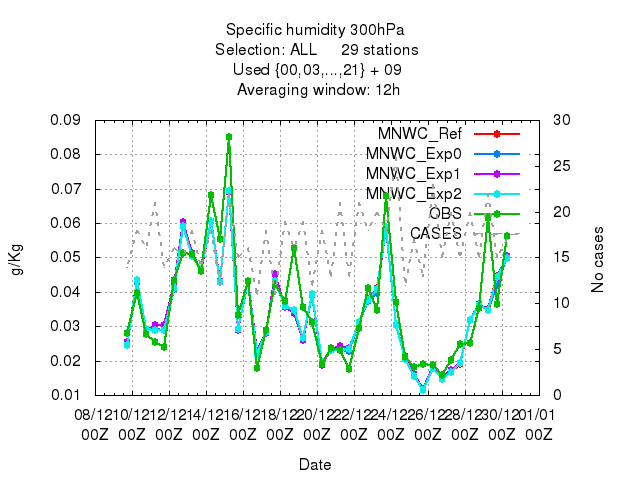 Specific humidity 300hPa
Selection: ALL 29 stations
Used {00,03,...,21} + 09
Averaging window: 12h
0.09
0.08
0.07
0.06
0.05
0.04
0.03
0.02
0.01
g/Kg
30
25
20
15
10
5
0
No cases
MNWC_Ref
MNWC_Exp0
MNWC_Exp1
MNWC_Exp2
OBS
CASES
08/12 10/12 12/12 14/12 16/12 18/12 20/12 22/12 24/12 26/12 28/12 30/12 01/01
00Z 00Z 00Z 00Z 00Z 00Z 00Z 00Z 00Z 00Z 00Z 00Z 00Z
Date